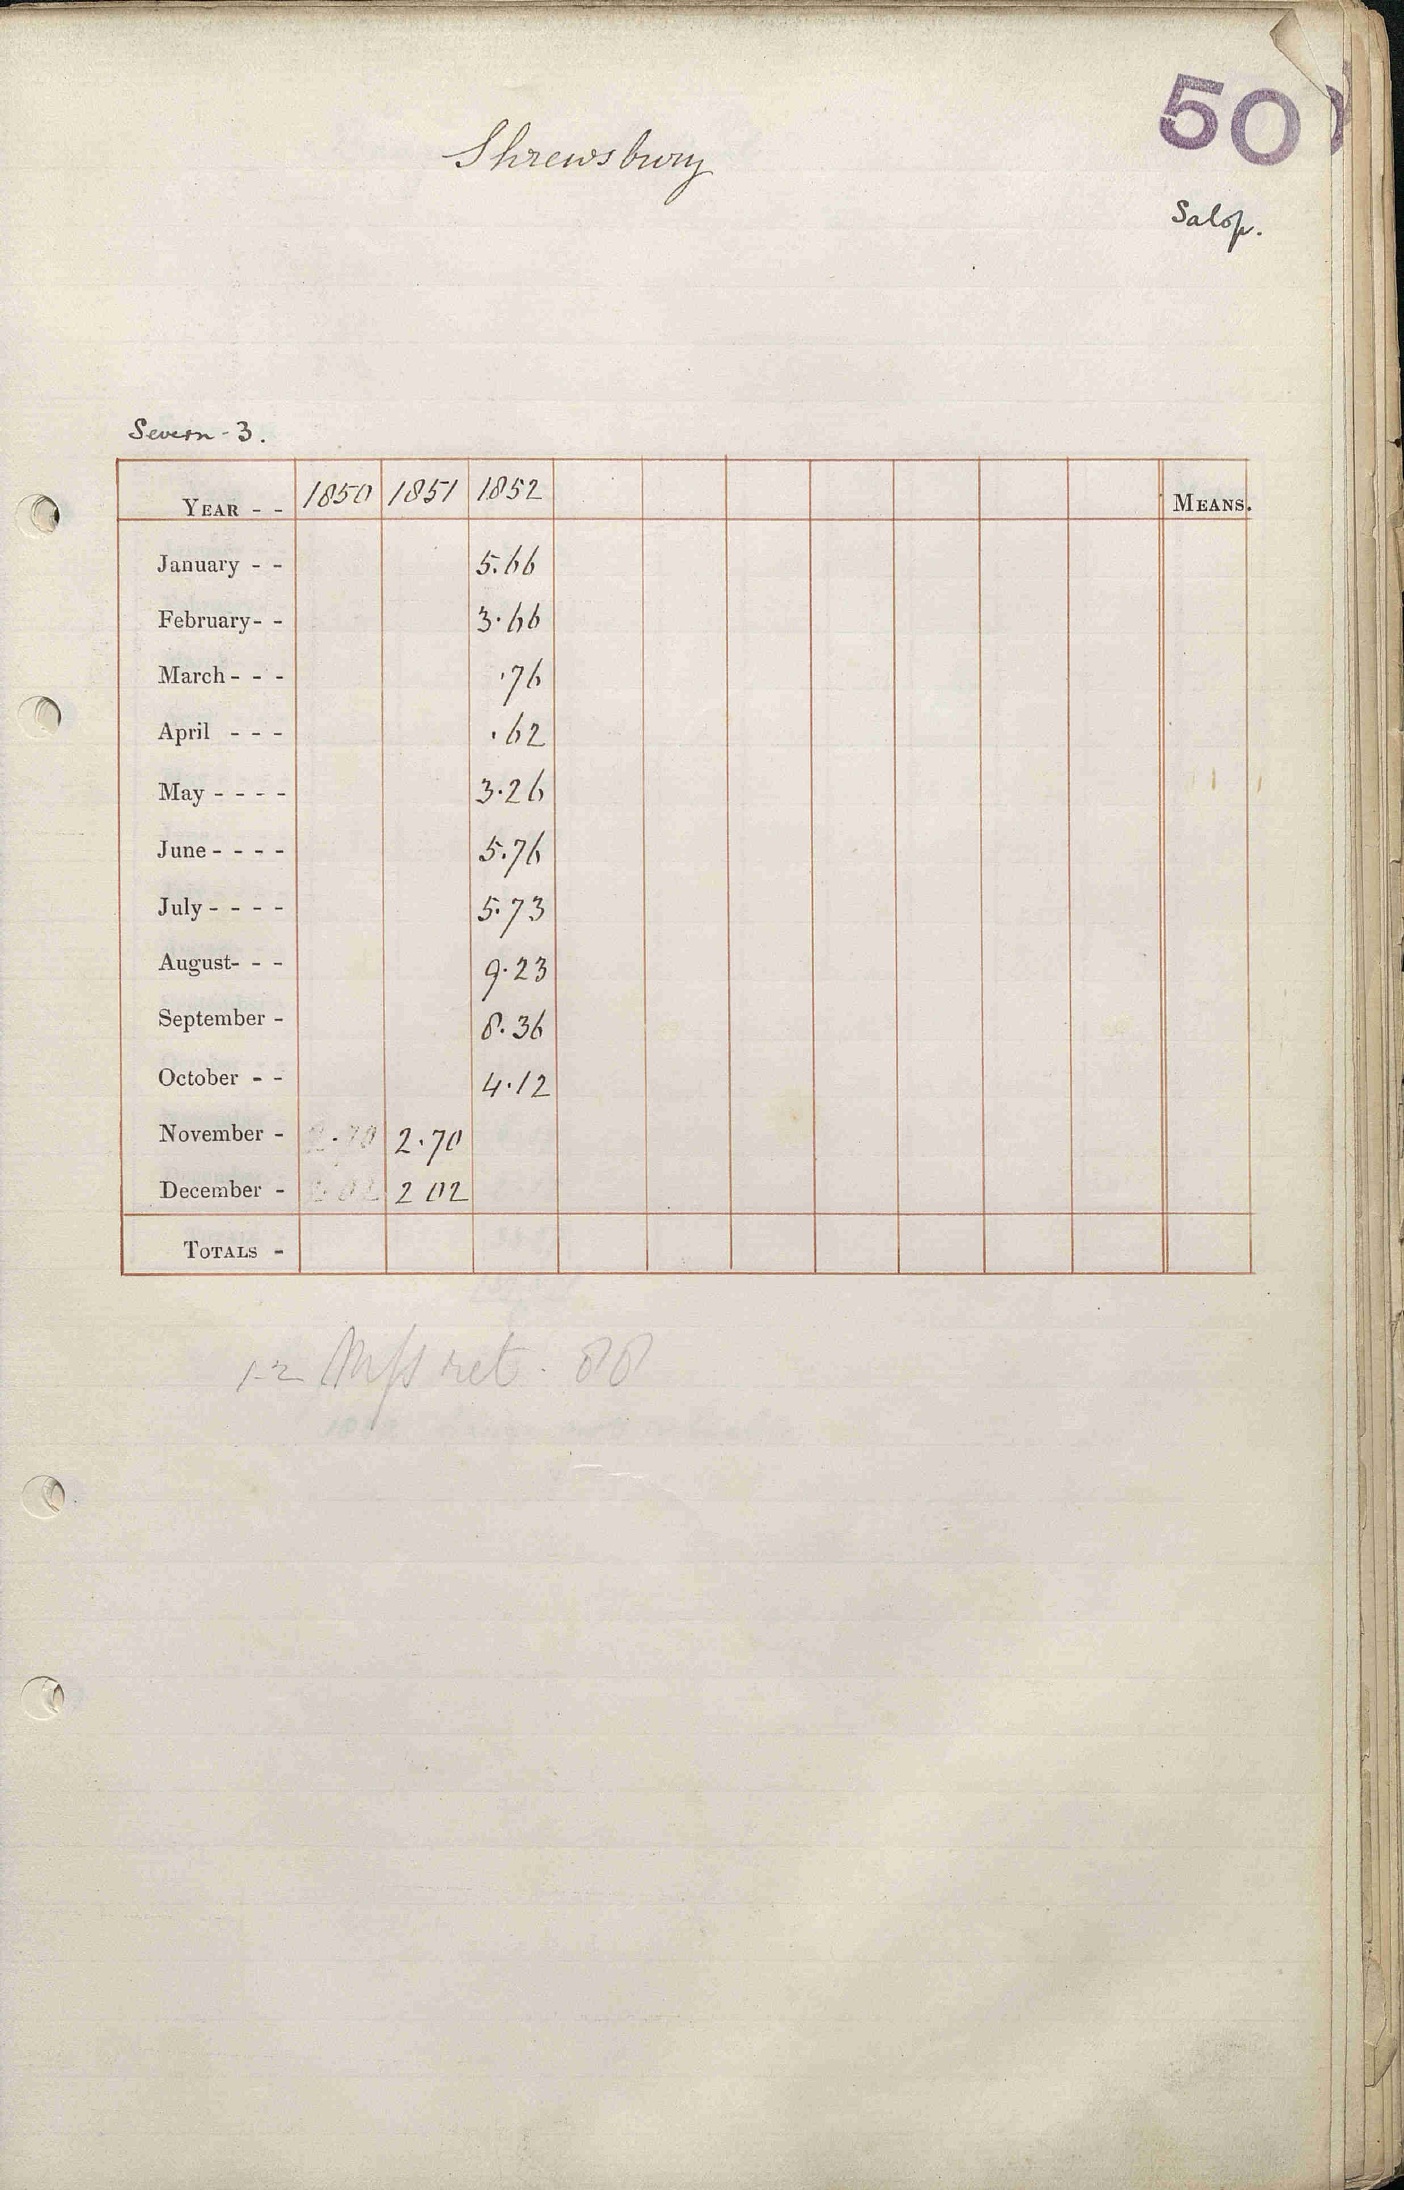 50
Shrewsbury
Salop.
Severn - 3.
YEAR - - 1850 1851 1852 MEANS.
January - - 5.66
February - - 3.66
March - - - .76
April - - - .62
May - - - - 3.26
June - - - - 5.76
July - - - - 5.73
August - - - 9.23
September - 8.36
October - - 4.12
November - 2.70 2.70
December - 2 02 2 02
TOTALS -
1-2 Mss ret. 88